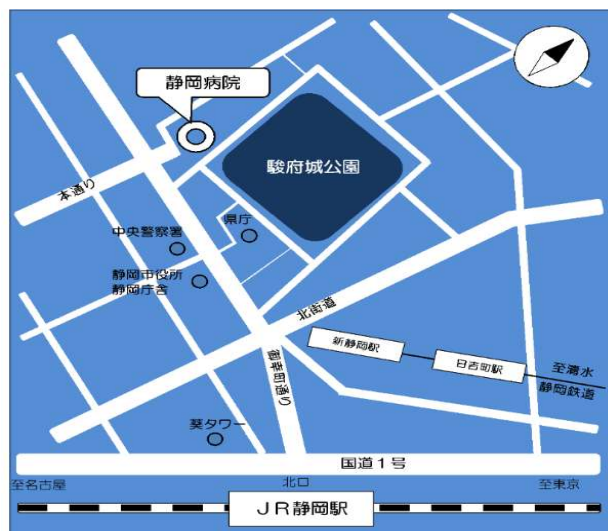 静岡病院
駿府城公園
本通り
県庁
中央警察署
静岡市役所
静岡庁舎
北街道
新静岡駅
日吉町駅
至清水
静岡鉄道
御幸町通り
葵タワー
国道1号
至名古屋
北口
至東京
JR静岡駅